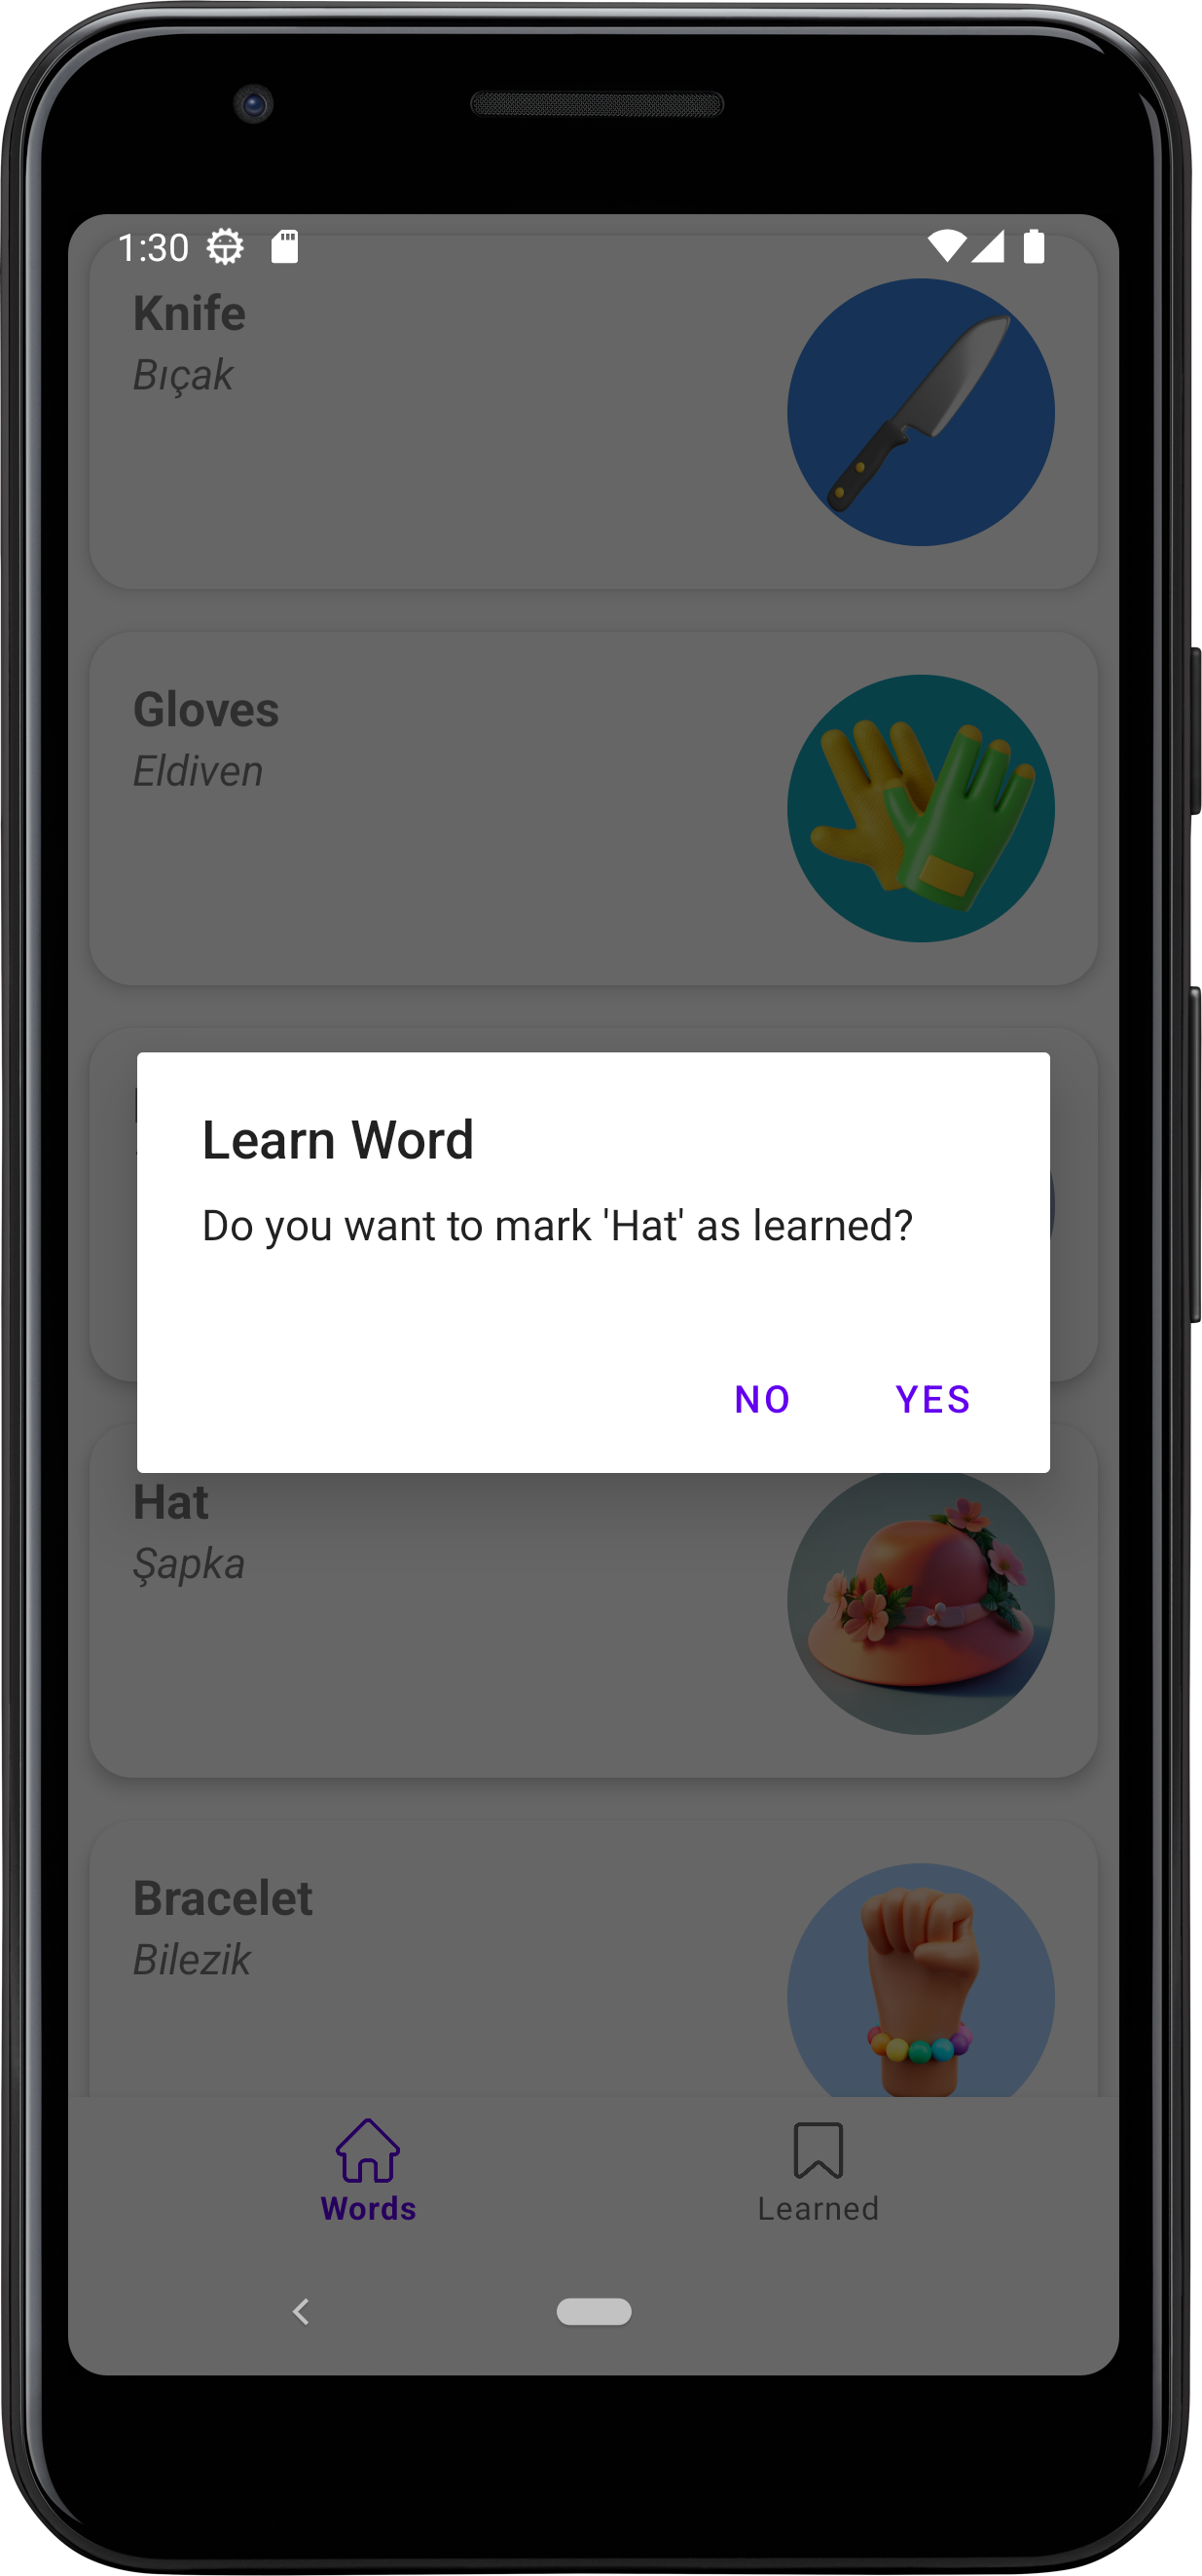 1:30
Knife
Bıçak
Gloves
Eldiven
Learn Word
Do you want to mark 'Hat' as learned?
NO YES
Hat
Şapka
Bracelet
Bilezik
Words Learned